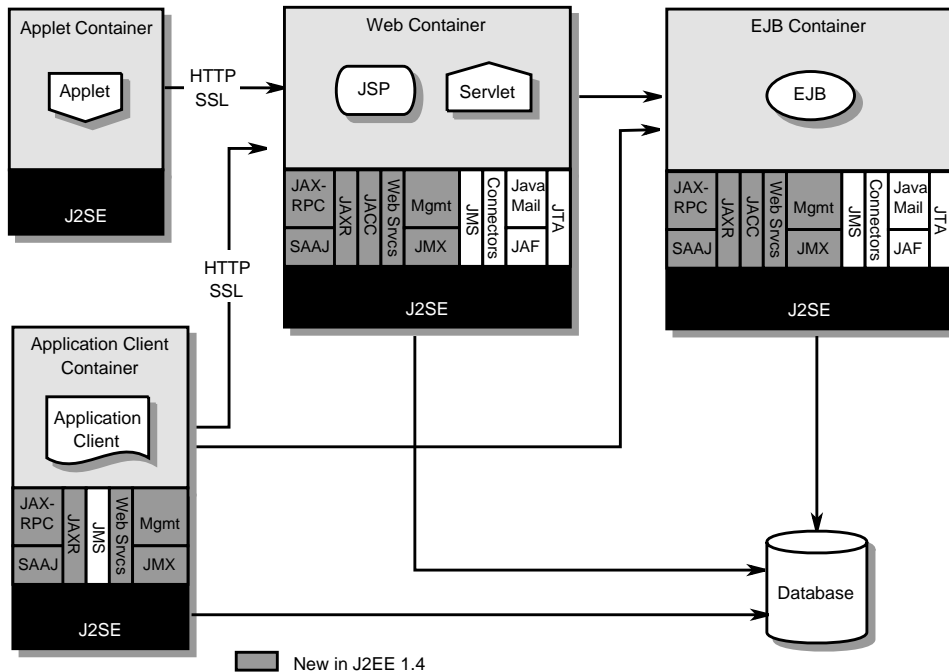 Applet Container
Applet
J2SE
HTTP
SSL
Web Container
JSP
Servlet
JAX-
RPC
SAAJ
JAXR
JACC
Web Srvcs
Mgmt
JMX
JMS
Connectors
Java
Mail
JAF
JTA
J2SE
EJB Container
EJB
JAX-
RPC
SAAJ
JAXR
JACC
Web Srvcs
Mgmt
JMX
JMS
Connectors
Java
Mail
JAF
JTA
J2SE
HTTP
SSL
Application Client
Container
Application
Client
JAX-
RPC
SAAJ
JAXR
JMS
Web Srvcs
Mgmt
JMX
J2SE
Database
New in J2EE 1.4